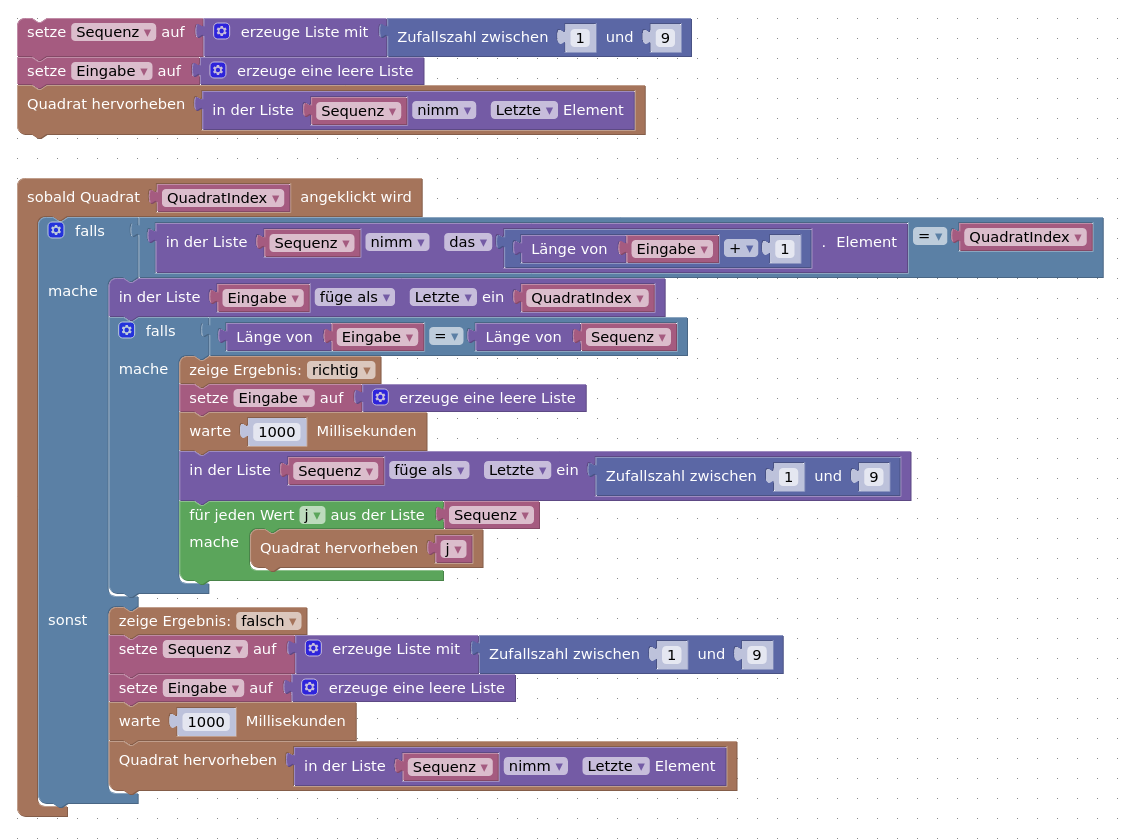 setze Sequenz ▾ auf erzeuge Liste mit Zufallszahl zwischen 1 und 9
setze Eingabe ▾ auf erzeuge eine leere Liste
Quadrat hervorheben in der Liste Sequenz ▾ nimm ▾ Letzte ▾ Element
sobald Quadrat QuadratIndex ▾ angeklickt wird
falls in der Liste Sequenz ▾ nimm ▾ das ▾ Länge von Eingabe ▾ + ▾ 1 . Element = ▾ QuadratIndex ▾
mache in der Liste Eingabe ▾ füge als ▾ Letzte ▾ ein QuadratIndex ▾
falls Länge von Eingabe ▾ = ▾ Länge von Sequenz ▾
mache zeige Ergebnis: richtig ▾
setze Eingabe ▾ auf erzeuge eine leere Liste
warte 1000 Millisekunden
in der Liste Sequenz ▾ füge als ▾ Letzte ▾ ein Zufallszahl zwischen 1 und 9
für jeden Wert j ▾ aus der Liste Sequenz ▾
mache Quadrat hervorheben j ▾
sonst zeige Ergebnis: falsch ▾
setze Sequenz ▾ auf erzeuge Liste mit Zufallszahl zwischen 1 und 9
setze Eingabe ▾ auf erzeuge eine leere Liste
warte 1000 Millisekunden
Quadrat hervorheben in der Liste Sequenz ▾ nimm ▾ Letzte ▾ Element